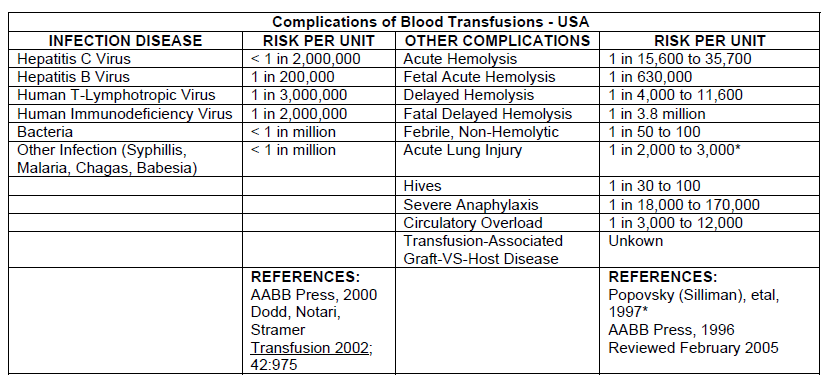 Complications of Blood Transfusions - USA
INFECTION DISEASE RISK PER UNIT OTHER COMPLICATIONS RISK PER UNIT
Hepatitis C Virus < 1 in 2,000,000 Acute Hemolysis 1 in 15,600 to 35,700
Hepatitis B Virus 1 in 200,000 Fetal Acute Hemolysis 1 in 630,000
Human T-Lymphotropic Virus 1 in 3,000,000 Delayed Hemolysis 1 in 4,000 to 11,600
Human Immunodeficiency Virus 1 in 2,000,000 Fatal Delayed Hemolysis 1 in 3.8 million
Bacteria < 1 in million Febrile, Non-Hemolytic 1 in 50 to 100
Other Infection (Syphillis, < 1 in million Acute Lung Injury 1 in 2,000 to 3,000*
Malaria, Chagas, Babesia)
Hives 1 in 30 to 100
Severe Anaphylaxis 1 in 18,000 to 170,000
Circulatory Overload 1 in 3,000 to 12,000
Transfusion-Associated Unkown
Graft-VS-Host Disease
REFERENCES: REFERENCES:
AABB Press, 2000 Popovsky (Silliman), etal,
Dodd, Notari, 1997*
Stramer AABB Press, 1996
Transfusion 2002; Reviewed February 2005
42:975